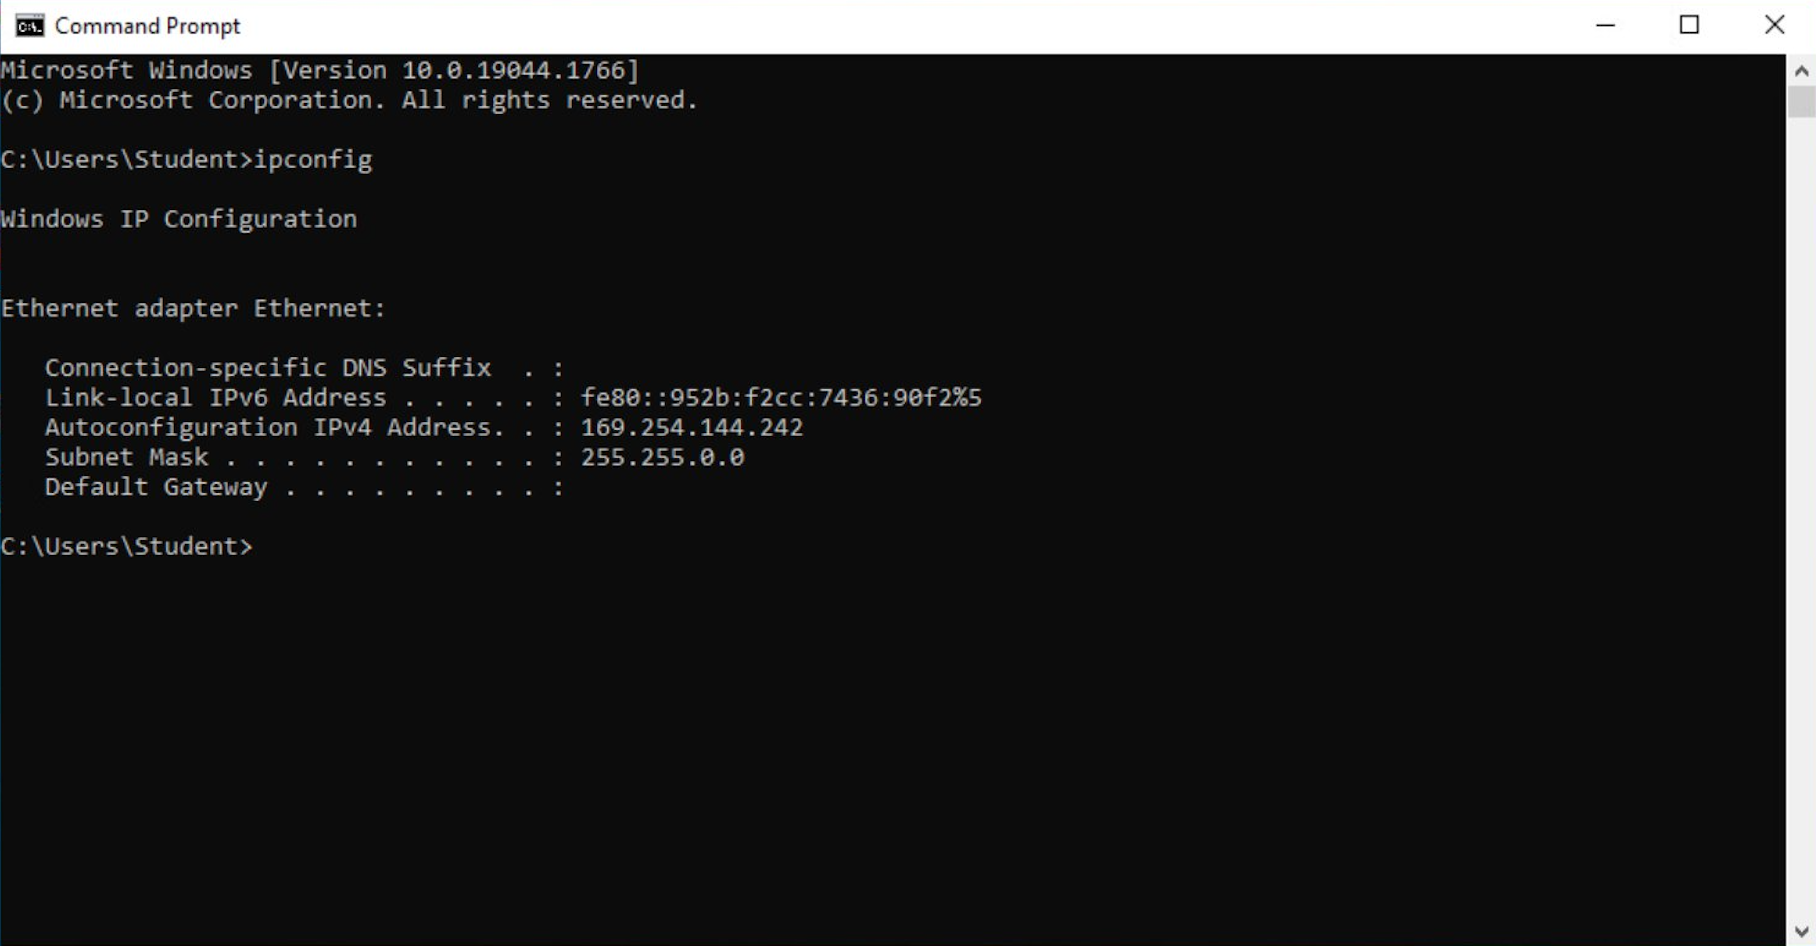 Command Prompt
Microsoft Windows [Version 10.0.19044.1766]
(c) Microsoft Corporation. All rights reserved.
C:\Users\Student>ipconfig
Windows IP Configuration
Ethernet adapter Ethernet:
   Connection-specific DNS Suffix  . :
   Link-local IPv6 Address . . . . . : fe80::952b:f2cc:7436:90f2%5
   Autoconfiguration IPv4 Address. . : 169.254.144.242
   Subnet Mask . . . . . . . . . . . : 255.255.0.0
   Default Gateway . . . . . . . . . :
C:\Users\Student>